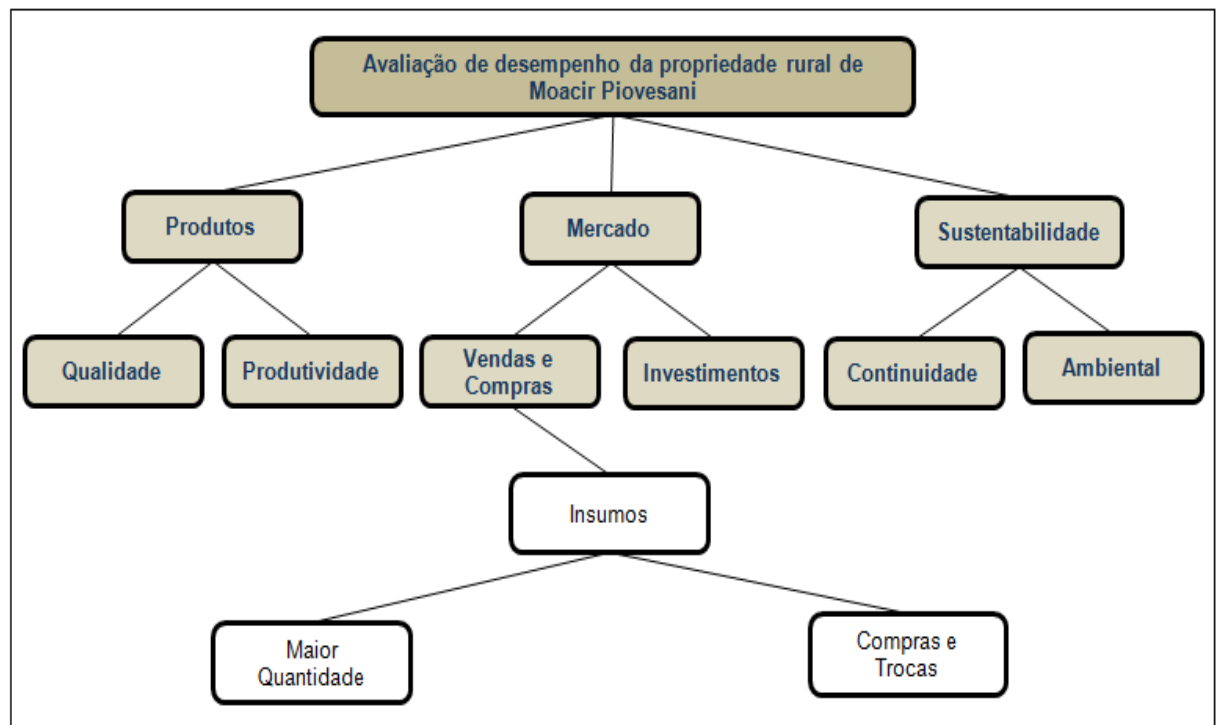 Avaliação de desempenho da propriedade rural de
Moacir Piovesani
Produtos
Mercado
Sustentabilidade
Qualidade
Produtividade
Vendas e
Compras
Investimentos
Continuidade
Ambiental
Insumos
Maior
Quantidade
Compras e
Trocas